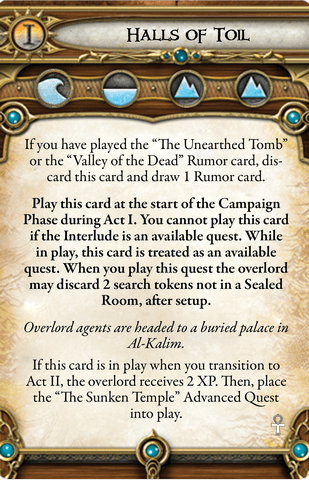 I
Halls of Toil
If you have played the “The Unearthed Tomb”
or the “Valley of the Dead” Rumor card, dis-
card this card and draw 1 Rumor card.
Play this card at the start of the Campaign
Phase during Act I. You cannot play this card
if the Interlude is an available quest. While
in play, this card is treated as an available
quest. When you play this quest the overlord
may discard 2 search tokens not in a Sealed
Room, after setup.
Overlord agents are headed to a buried palace in
Al-Kalim.
If this card is in play when you transition to
Act II, the overlord receives 2 XP. Then, place
the “The Sunken Temple” Advanced Quest
into play.